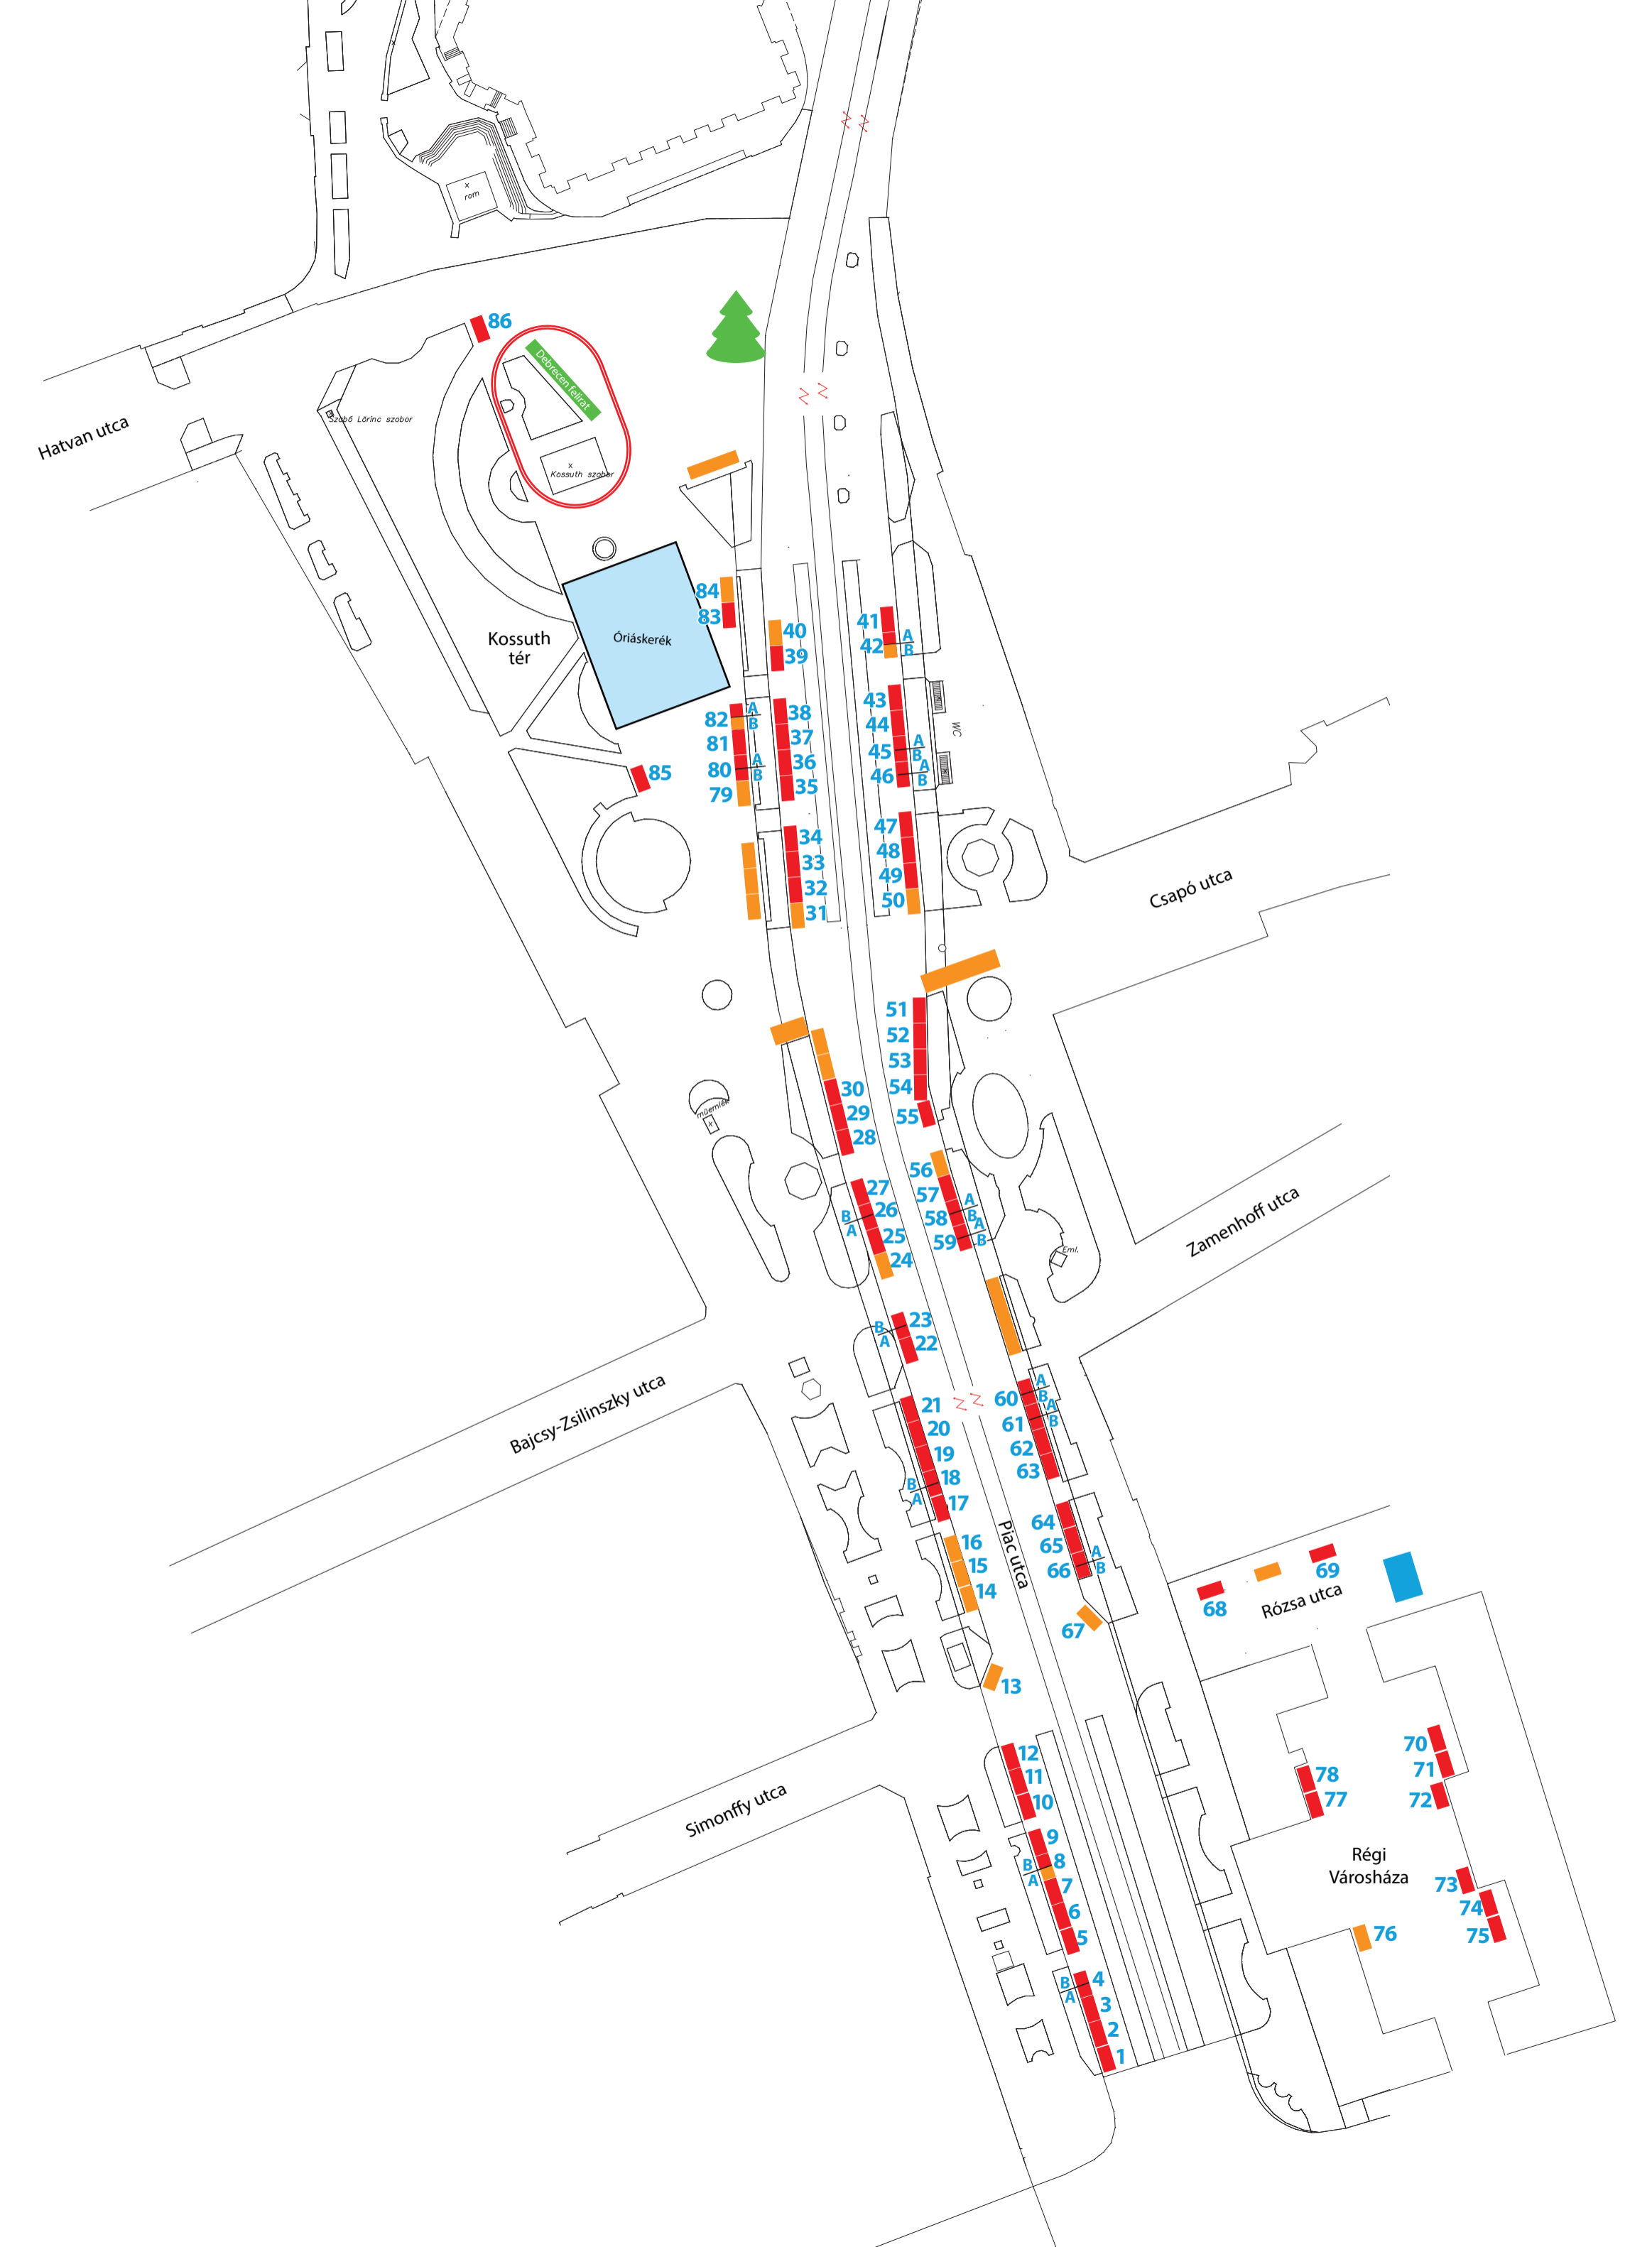 x
rom
86
Debrecen felirat
Szabó Lőrinc szobor
Hatvan utca
x
Kossuth szobor
84
83
41
40
42
A
B
39
Kossuth
tér
Óriáskerék
43
82
A
B
38
44
WC
81
37
45
A
B
80
A
B
36
46
A
B
85
79
35
34
47
33
48
32
49
31
50
Csapó utca
51
52
53
30
54
műemlék
x
29
55
28
56
27
57
B
A
26
58
A
B
25
59
A
B
24
Zamenhoff utca
Eml.
B
A
23
22
60
A
B
Bajcsy-Zsilinszky utca
21
61
A
B
20
62
19
63
B
A
18
17
64
16
65
15
66
A
B
14
Piac utca
69
68
Rózsa utca
67
13
70
12
71
78
11
72
77
10
Simonffy utca
9
B
A
8
Régi
Városháza
7
73
6
74
5
76
75
B
A
4
3
2
1